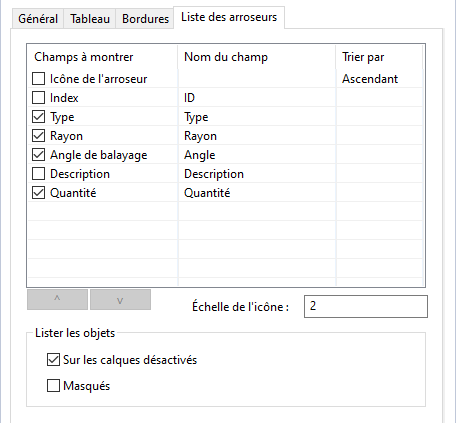 Général Tableau Bordures Liste des arroseurs
Champs à montrer Nom du champ Trier par
Icône de l'arroseur Ascendant
Index ID
Type Type
Rayon Rayon
Angle de balayage Angle
Description Description
Quantité Quantité
^ v Échelle de l'icône : 2
Lister les objets
Sur les calques désactivés
Masqués